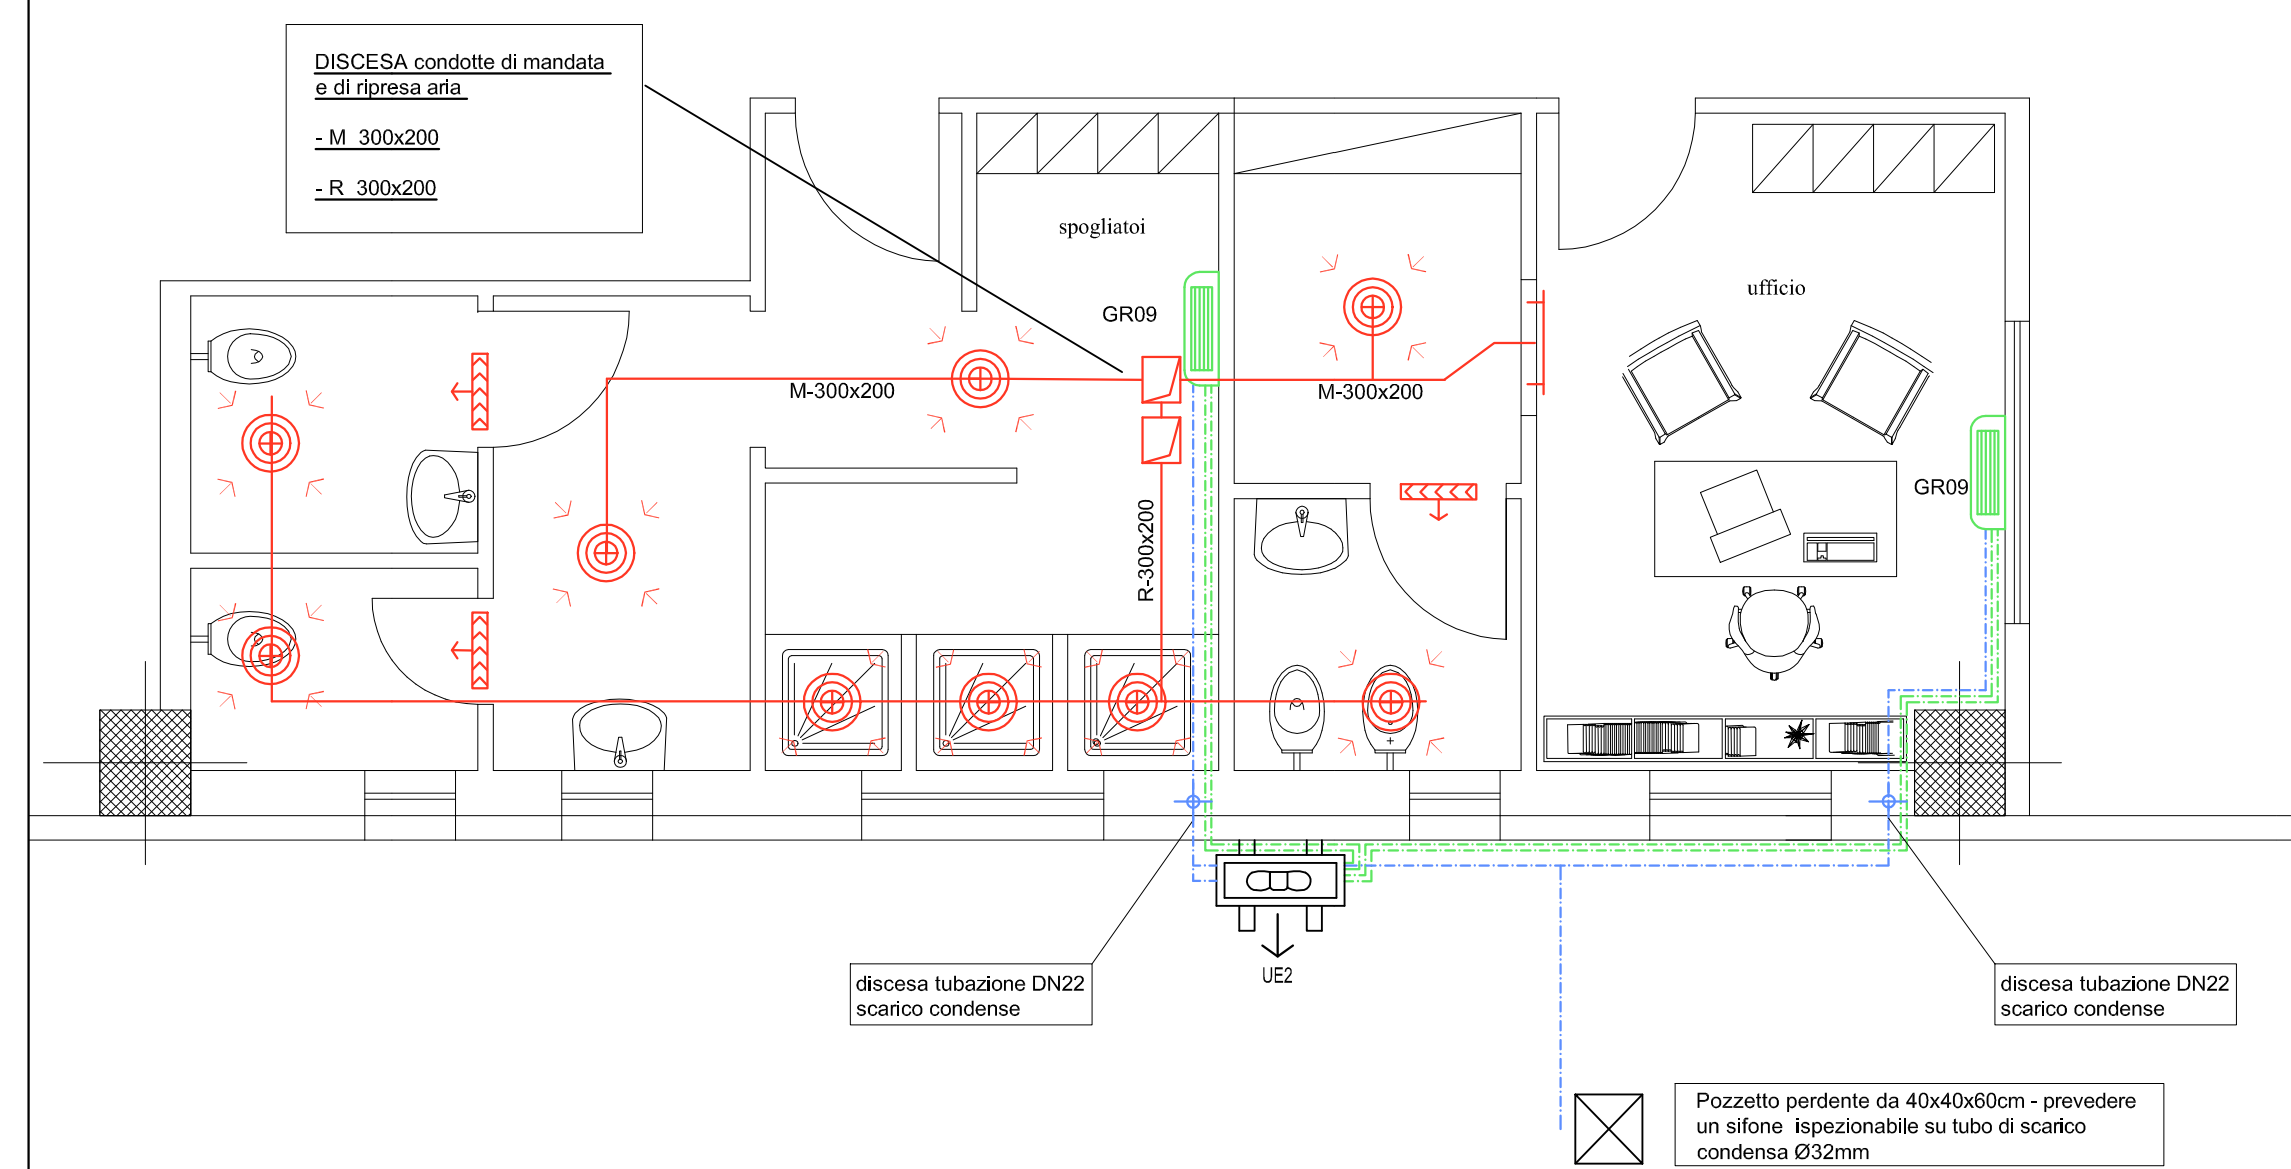 DISCESA condotte di mandata
e di ripresa aria
- M 300x200
- R 300x200
spogliatoi
GR09
ufficio
M-300x200
M-300x200
GR09
R-300x200
UE2
discesa tubazione DN22
scarico condense
discesa tubazione DN22
scarico condense
Pozzetto perdente da 40x40x60cm - prevedere
un sifone ispezionabile su tubo di scarico
condensa Ø32mm